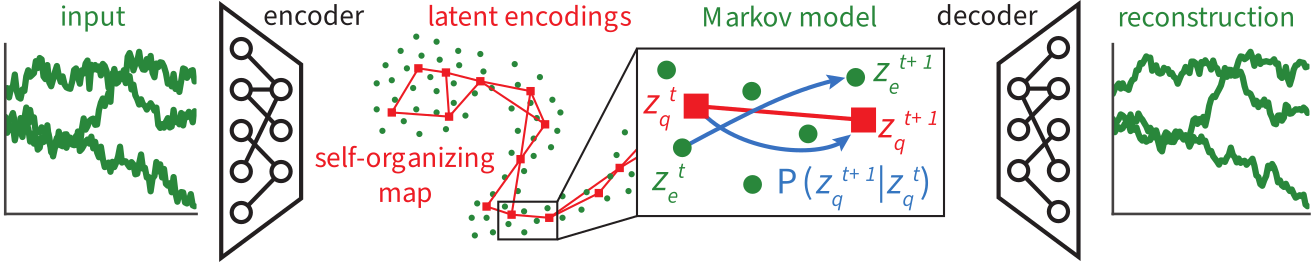 input
encoder
latent encodings
Markov model
decoder
reconstruction
self-organizing
map
z_q^t
z_e^t
z_e^{t+1}
z_q^{t+1}
P(z_q^{t+1}|z_q^t)